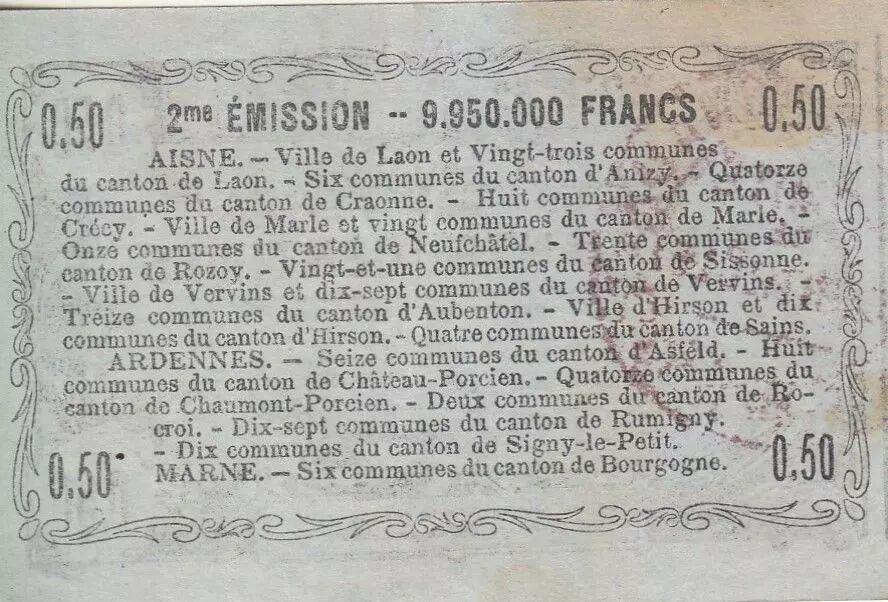 0.50 2me ÉMISSION -- 9.950.000 FRANCS 0.50
AISNE. — Ville de Laon et Vingt-trois communes
du canton de Laon. - Six communes du canton d'Anizy. - Quatorze
communes du canton de Craonne. - Huit communes du canton de
Crécy. - Ville de Marle et vingt communes du canton de Marle. -
Onze communes du canton de Neufchâtel. - Trente communes du
canton de Rozoy. - Vingt-et-une communes du canton de Sissonne.
- Ville de Vervins et dix-sept communes du canton de Vervins. -
Treize communes du canton d'Aubenton. - Ville d'Hirson et dix
communes du canton d'Hirson. - Quatre communes du canton de Sains.
ARDENNES. — Seize communes du canton d'Asfeld. - Huit
communes du canton de Château-Porcien. - Quatorze communes du
canton de Chaumont-Porcien. - Deux communes du canton de Ro-
croi. - Dix-sept communes du canton de Rumigny.
- Dix communes du canton de Signy-le-Petit.
MARNE. — Six communes du canton de Bourgogne.
0.50 0.50